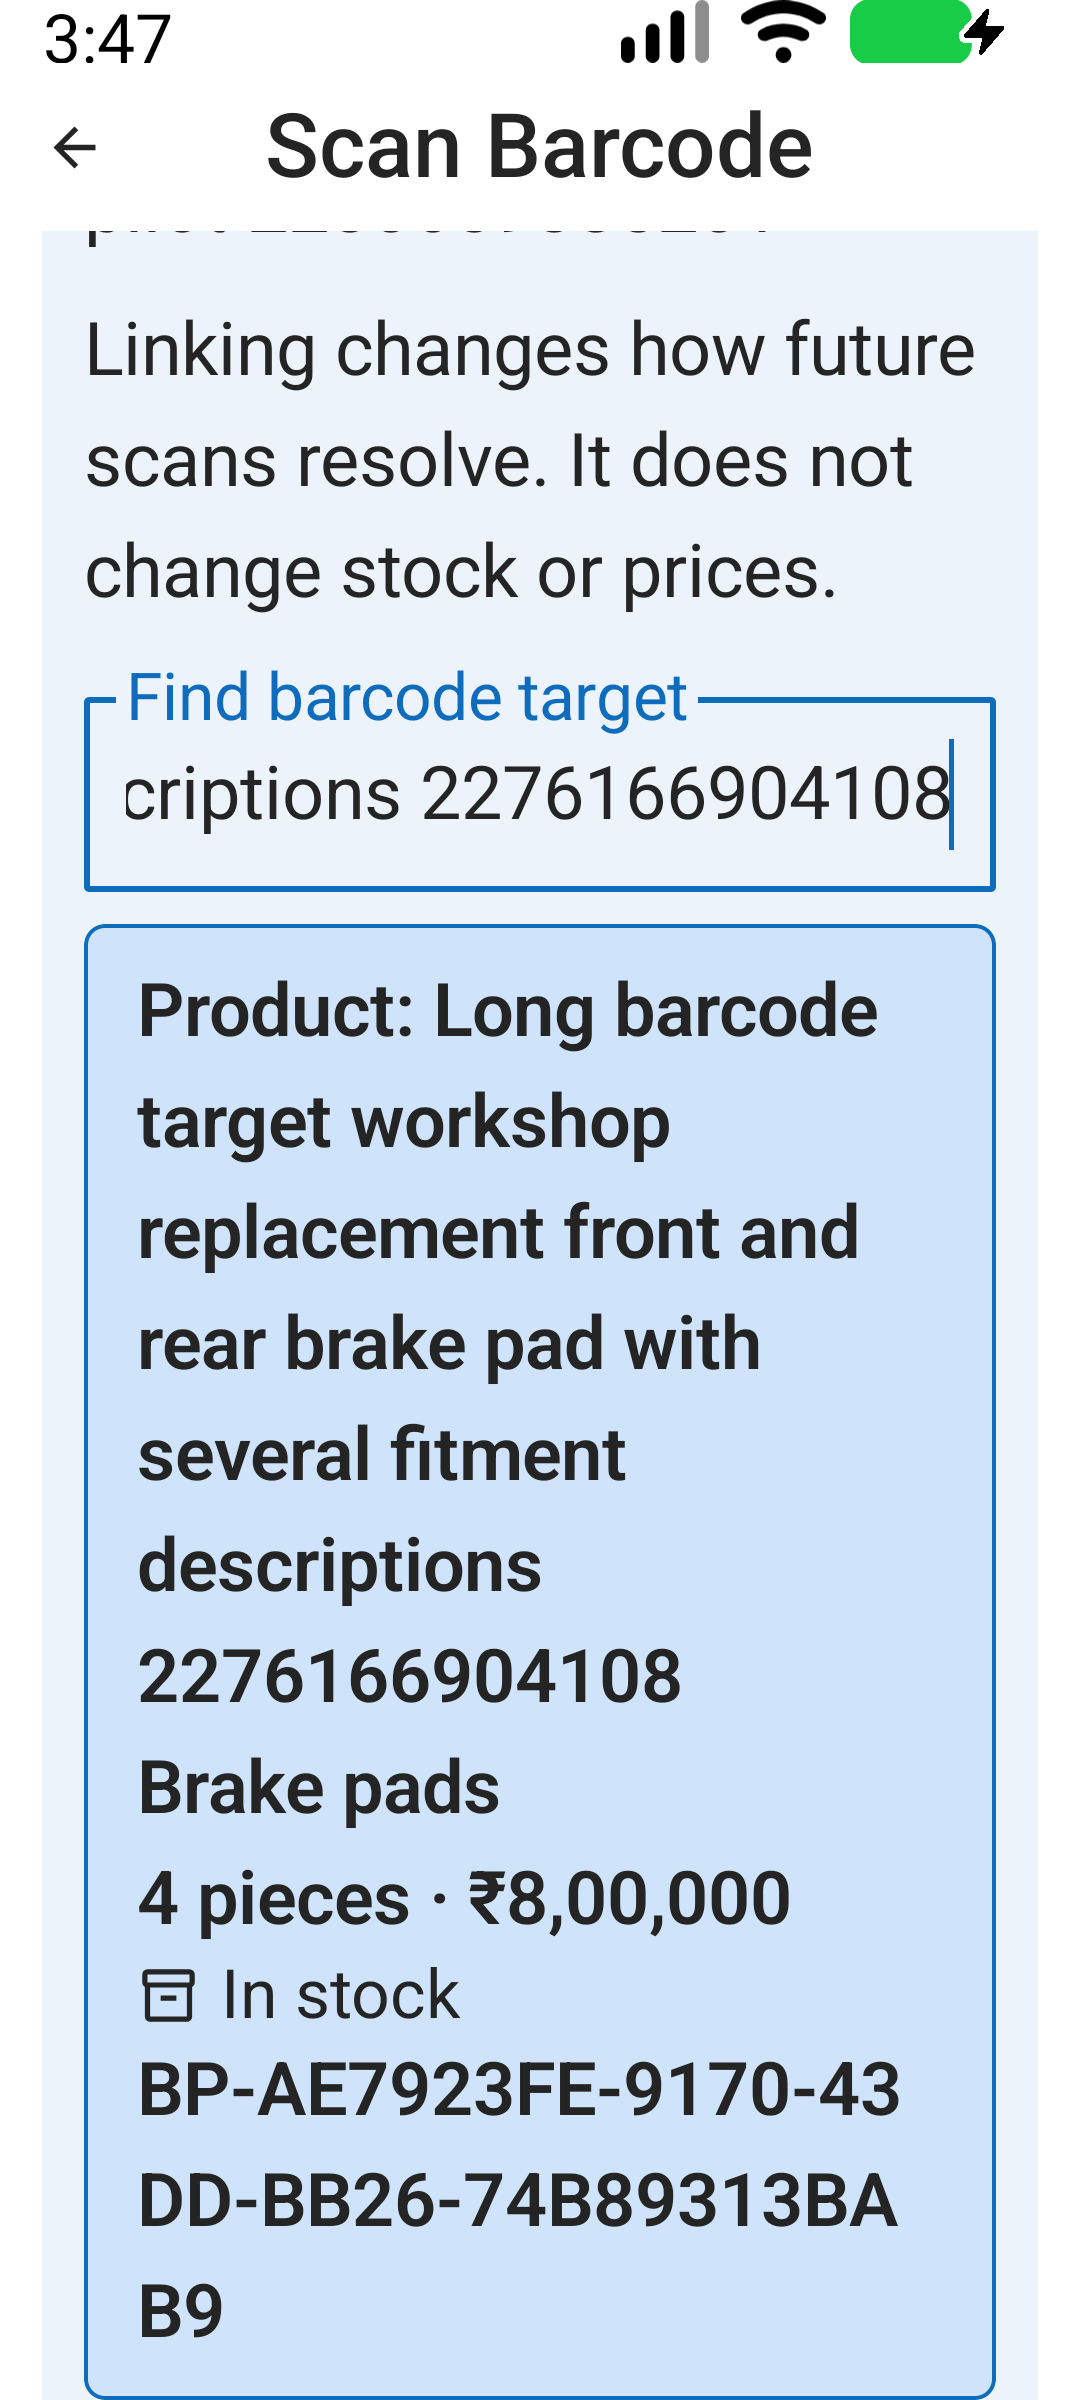 3:47
Scan Barcode
Linking changes how future
scans resolve. It does not
change stock or prices.
Find barcode target
criptions 2276166904108
Product: Long barcode
target workshop
replacement front and
rear brake pad with
several fitment
descriptions
2276166904108
Brake pads
4 pieces · ₹8,00,000
In stock
BP-AE7923FE-9170-43
DD-BB26-74B89313BA
B9